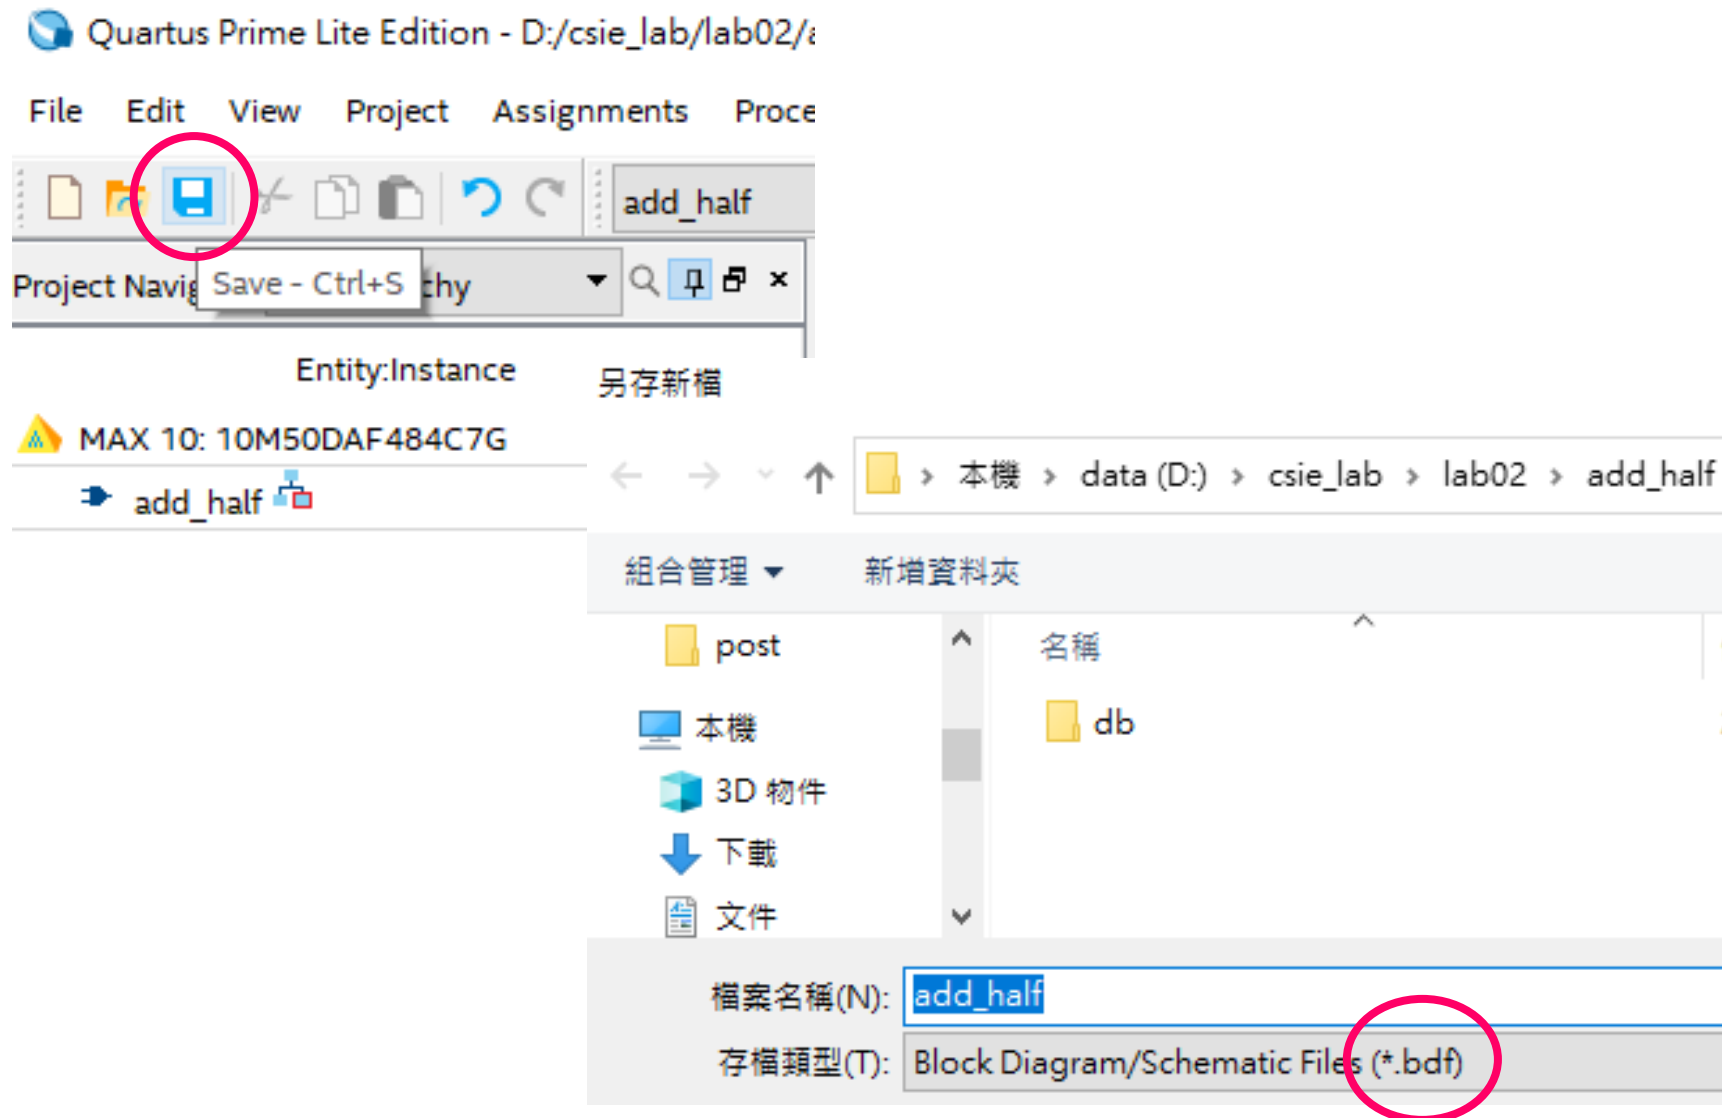 Quartus Prime Lite Edition - D:/csie_lab/lab02/
File Edit View Project Assignments Proce
add_half
Project Navig
Save - Ctrl+S
chy
Entity:Instance
MAX 10: 10M50DAF484C7G
add_half
另存新檔
本機 > data (D:) > csie_lab > lab02 > add_half
組合管理 新增資料夾
post
名稱
db
本機
3D 物件
下載
文件
檔案名稱(N): add_half
存檔類型(T): Block Diagram/Schematic Files (*.bdf)